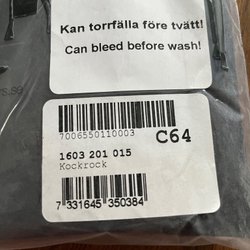 Kan torrfälla före tvätt!
Can bleed before wash!
7006550110003
C64
1603 201 015
Kockrock
7 331645 350384